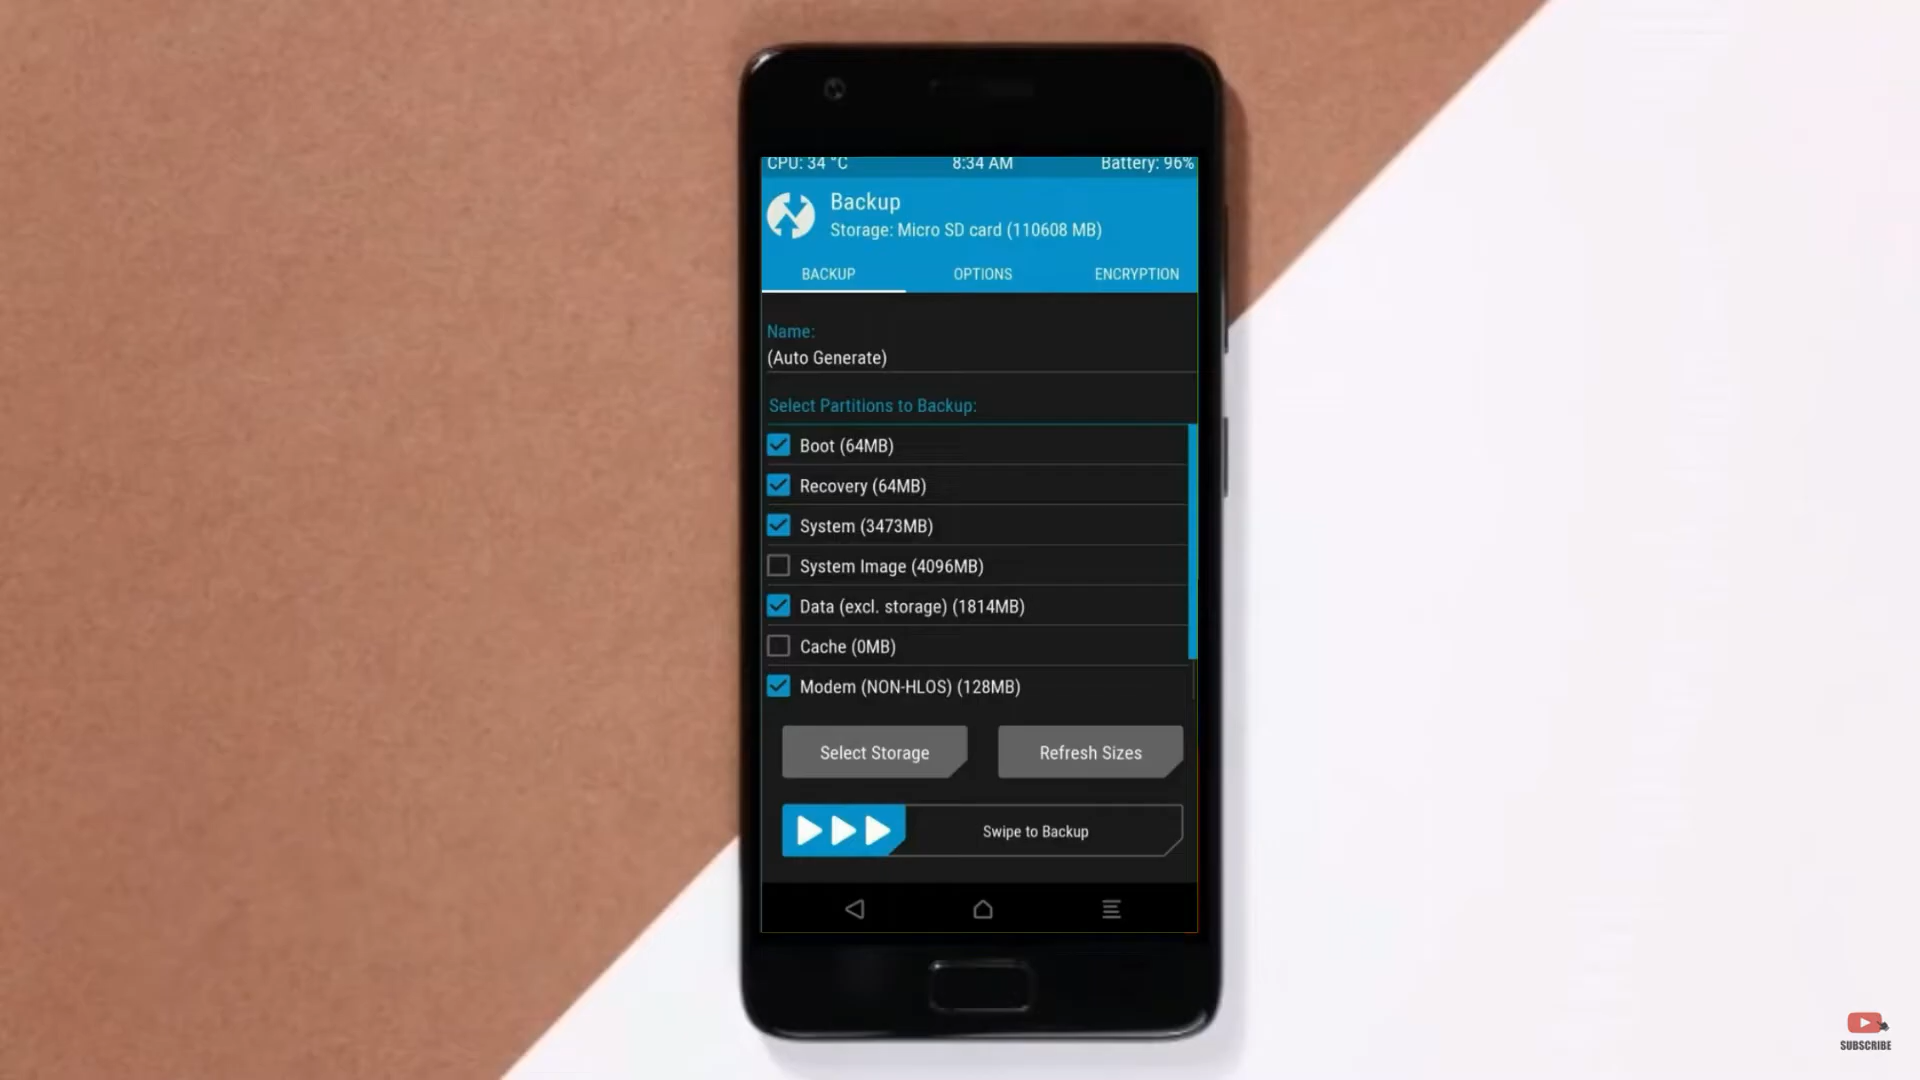 CPU: 34 °C 8:34 AM Battery: 96%
Backup
Storage: Micro SD card (110608 MB)
BACKUP OPTIONS ENCRYPTION
Name:
(Auto Generate)
Select Partitions to Backup:
Boot (64MB)
Recovery (64MB)
System (3473MB)
System Image (4096MB)
Data (excl. storage) (1814MB)
Cache (0MB)
Modem (NON-HLOS) (128MB)
Select Storage Refresh Sizes
Swipe to Backup
SUBSCRIBE